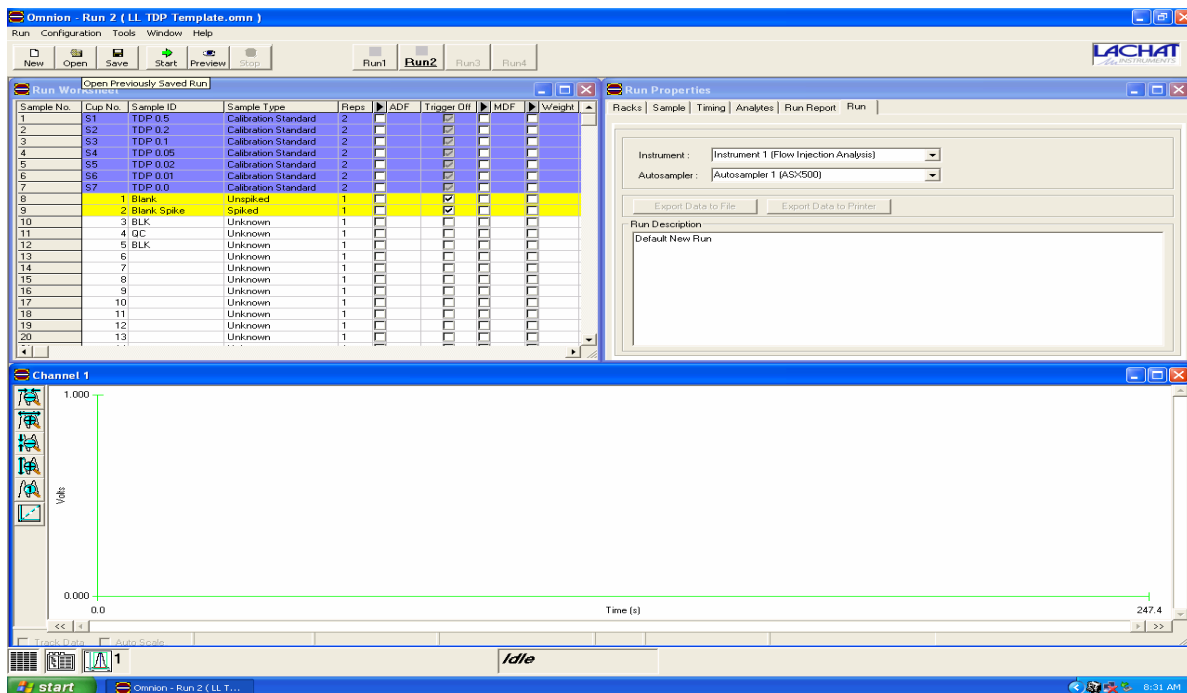 Omnion - Run 2 ( LL TDP Template.omn )
Run Configuration Tools Window Help
New Open Save Start Preview Stop Run1 Run2 Run3 Run4
LACHAT
INSTRUMENTS
Open Previously Saved Run
Run Worksheet
Sample No. Cup No. Sample ID Sample Type Reps ADF Trigger Off MDF Weight
1 S1 TDP 0.5 Calibration Standard 2
2 S2 TDP 0.2 Calibration Standard 2
3 S3 TDP 0.1 Calibration Standard 2
4 S4 TDP 0.05 Calibration Standard 2
5 S5 TDP 0.02 Calibration Standard 2
6 S6 TDP 0.01 Calibration Standard 2
7 S7 TDP 0.0 Calibration Standard 2
8 1 Blank Unspiked 1
9 2 Blank Spike Spiked 1
10 3 BLK Unknown 1
11 4 QC Unknown 1
12 5 BLK Unknown 1
13 6 Unknown 1
14 7 Unknown 1
15 8 Unknown 1
16 9 Unknown 1
17 10 Unknown 1
18 11 Unknown 1
19 12 Unknown 1
20 13 Unknown 1
Run Properties
Racks Sample Timing Analytes Run Report Run
Instrument : Instrument 1 (Flow Injection Analysis)
Autosampler : Autosampler 1 (ASX500)
Export Data to File Export Data to Printer
Run Description
Default New Run
Channel 1
1.000
Volts
0.000
0.0 Time (s) 247.4
<< >>
Track Data Auto Scale
1 Idle
start Omnion - Run 2 ( LL T... 8:31 AM